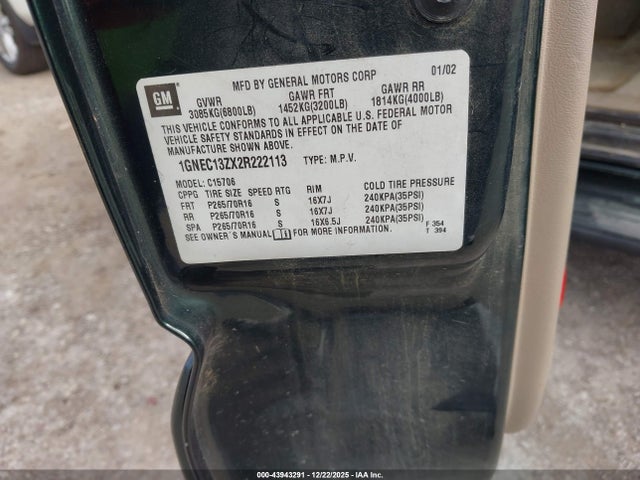 GM
MFD BY GENERAL MOTORS CORP 01/02
GVWR GAWR FRT GAWR RR
3085KG(6800LB) 1452KG(3200LB) 1814KG(4000LB)
THIS VEHICLE CONFORMS TO ALL APPLICABLE U.S. FEDERAL MOTOR
VEHICLE SAFETY STANDARDS IN EFFECT ON THE DATE OF
MANUFACTURE SHOWN ABOVE.
1GNEC13ZX2R222113 TYPE: M.P.V.
MODEL: C15706
CPPG TIRE SIZE SPEED RTG RIM COLD TIRE PRESSURE
FRT P265/70R16 S 16X7J 240KPA(35PSI)
RR P265/70R16 S 16X7J 240KPA(35PSI)
SPA P265/70R16 S 16X6.5J 240KPA(35PSI)
SEE OWNER'S MANUAL FOR MORE INFORMATION.
F 354
T 394
000-43943291 - 12/22/2025 - IAA Inc.